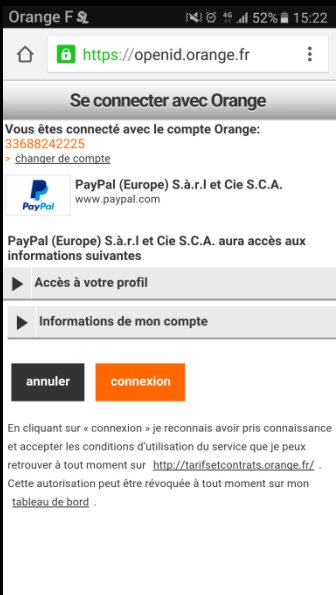 Orange F 4G 52% 15:22
https://openid.orange.fr
Se connecter avec Orange
Vous êtes connecté avec le compte Orange:
33688242225
> changer de compte
PayPal
PayPal (Europe) S.à.r.l et Cie S.C.A.
www.paypal.com
PayPal (Europe) S.à.r.l et Cie S.C.A. aura accès aux
informations suivantes
Accès à votre profil
Informations de mon compte
annuler connexion
En cliquant sur « connexion » je reconnais avoir pris connaissance
et accepter les conditions d'utilisation du service que je peux
retrouver à tout moment sur http://tarifsetcontrats.orange.fr/ .
Cette autorisation peut être révoquée à tout moment sur mon
tableau de bord .